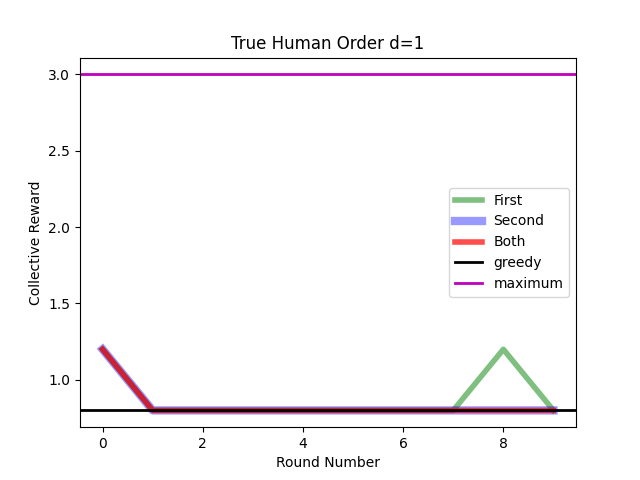 True Human Order d=1
Collective Reward
3.0
2.5
2.0
1.5
1.0
First
Second
Both
greedy
maximum
0 2 4 6 8
Round Number